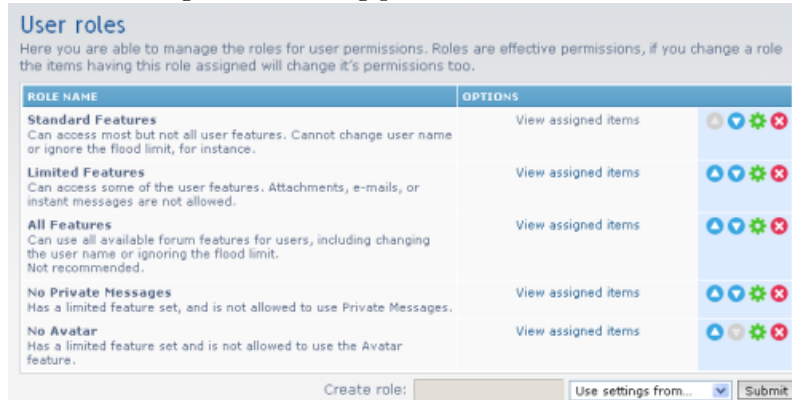 User roles
Here you are able to manage the roles for user permissions. Roles are effective permissions, if you change a role
the items having this role assigned will change it's permissions too.
ROLE NAME OPTIONS
Standard Features View assigned items
Can access most but not all user features. Cannot change user name
or ignore the flood limit, for instance.
Limited Features View assigned items
Can access some of the user features. Attachments, e-mails, or
instant messages are not allowed.
All Features View assigned items
Can use all available forum features for users, including changing
the user name or ignoring the flood limit.
Not recommended.
No Private Messages View assigned items
Has a limited feature set, and is not allowed to use Private Messages.
No Avatar View assigned items
Has a limited feature set and is not allowed to use the Avatar
feature.
Create role: Use settings from... Submit